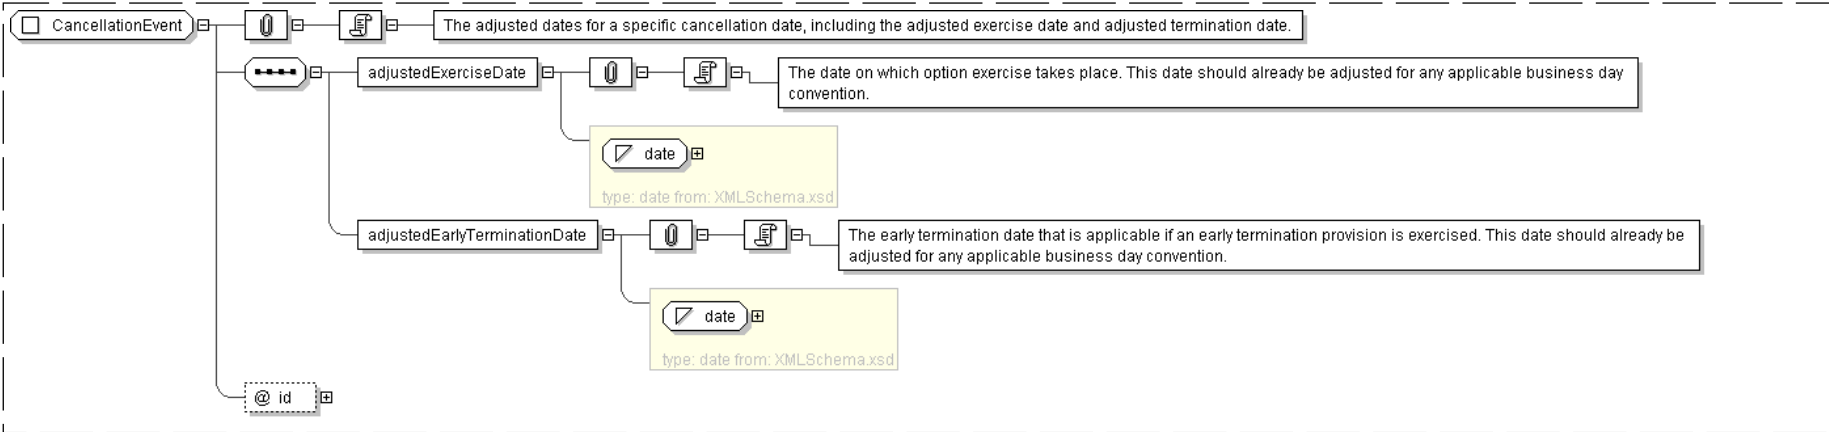 CancellationEvent
The adjusted dates for a specific cancellation date, including the adjusted exercise date and adjusted termination date.
adjustedExerciseDate
The date on which option exercise takes place. This date should already be adjusted for any applicable business day
convention.
date
type: date from: XMLSchema.xsd
adjustedEarlyTerminationDate
The early termination date that is applicable if an early termination provision is exercised. This date should already be
adjusted for any applicable business day convention.
date
type: date from: XMLSchema.xsd
@ id